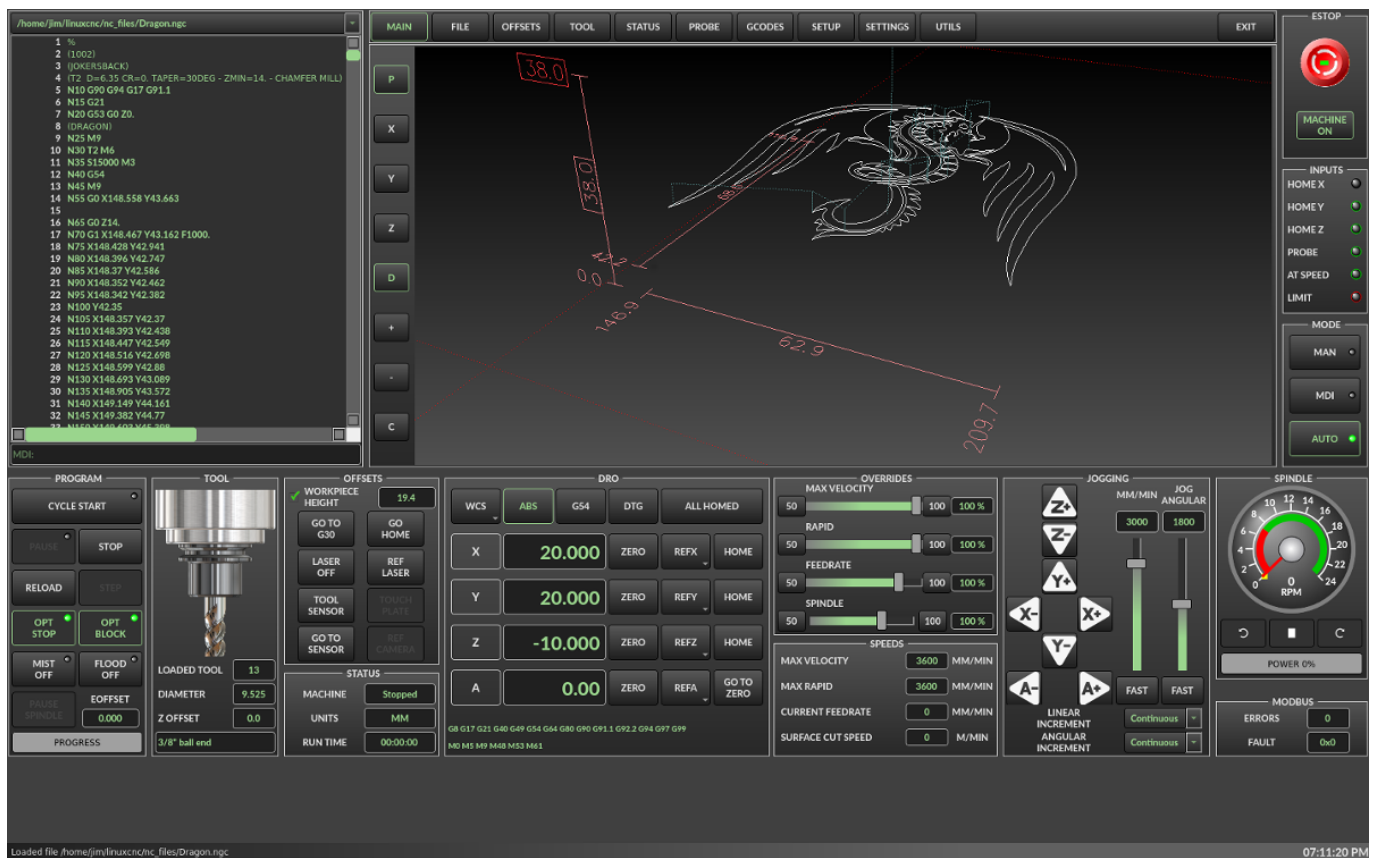 /home/jim/linuxcnc/nc_files/Dragon.ngc
1 %
2 (1002)
3 (JOKERSBACK)
4 (T2 D=6.35 CR=0. TAPER=30DEG - ZMIN=14. - CHAMFER MILL)
5 N10 G90 G94 G17 G91.1
6 N15 G21
7 N20 G53 G0 Z0.
8 (DRAGON)
9 N25 M9
10 N30 T2 M6
11 N35 S15000 M3
12 N40 G54
13 N45 M9
14 N55 G0 X148.558 Y43.663
15
16 N65 G0 Z14.
17 N70 G1 X148.467 Y43.162 F1000.
18 N75 X148.428 Y42.941
19 N80 X148.396 Y42.747
20 N85 X148.37 Y42.586
21 N90 X148.352 Y42.462
22 N95 X148.342 Y42.382
23 N100 Y42.35
24 N105 X148.357 Y42.37
25 N110 X148.393 Y42.438
26 N115 X148.447 Y42.549
27 N120 X148.516 Y42.698
28 N125 X148.599 Y42.88
29 N130 X148.693 Y43.089
30 N135 X148.905 Y43.572
31 N140 X149.149 Y44.161
32 N145 X149.382 Y44.77
MDI:
MAIN FILE OFFSETS TOOL STATUS PROBE GCODES SETUP SETTINGS UTILS EXIT
P
X
Y
Z
D
+
-
C
38.0
38.0
42.2
0.0
146.9
62.9
209.7
ESTOP
MACHINE
ON
INPUTS
HOME X
HOME Y
HOME Z
PROBE
AT SPEED
LIMIT
MODE
MAN
MDI
AUTO
PROGRAM
CYCLE START
PAUSE STOP
RELOAD STEP
OPT STOP OPT BLOCK
MIST OFF FLOOD OFF
PAUSE SPINDLE EOFFSET
0.000
PROGRESS
TOOL
LOADED TOOL 13
DIAMETER 9.525
Z OFFSET 0.0
3/8" ball end
OFFSETS
WORKPIECE HEIGHT 19.4
GO TO G30 GO HOME
LASER OFF REF LASER
TOOL SENSOR TOUCH PLATE
GO TO SENSOR REF CAMERA
STATUS
MACHINE Stopped
UNITS MM
RUN TIME 00:00:00
DRO
WCS ABS G54 DTG ALL HOMED
X 20.000 ZERO REFX HOME
Y 20.000 ZERO REFY HOME
Z -10.000 ZERO REFZ HOME
A 0.00 ZERO REFA GO TO ZERO
G8 G17 G21 G40 G49 G54 G64 G80 G90 G91.1 G92.2 G94 G97 G99
M0 M5 M9 M48 M53 M61
OVERRIDES
MAX VELOCITY
50 100 100 %
RAPID
50 100 100 %
FEEDRATE
50 100 100 %
SPINDLE
50 100 100 %
SPEEDS
MAX VELOCITY 3600 MM/MIN
MAX RAPID 3600 MM/MIN
CURRENT FEEDRATE 0 MM/MIN
SURFACE CUT SPEED 0 M/MIN
JOGGING
MM/MIN JOG ANGULAR
3000 1800
Z+
Z-
Y+
X- X+
Y-
A- A+
FAST FAST
LINEAR INCREMENT Continuous
ANGULAR INCREMENT Continuous
SPINDLE
0 2 4 6 8 10 12 14 16 18 20 22 24
0
RPM
POWER 0%
MODBUS
ERRORS 0
FAULT 0x0
Loaded file /home/jim/linuxcnc/nc_files/Dragon.ngc
07:11:20 PM